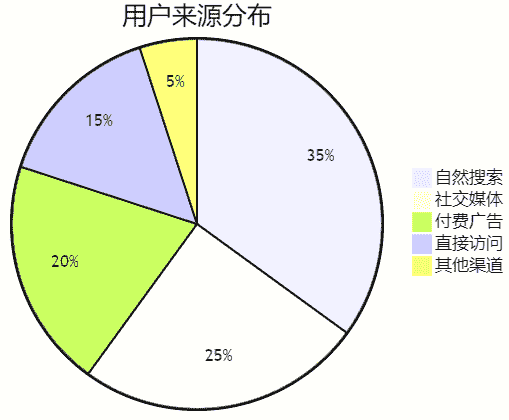 用户来源分布
5%
15%
35%
20%
25%
自然搜索
社交媒体
付费广告
直接访问
其他渠道